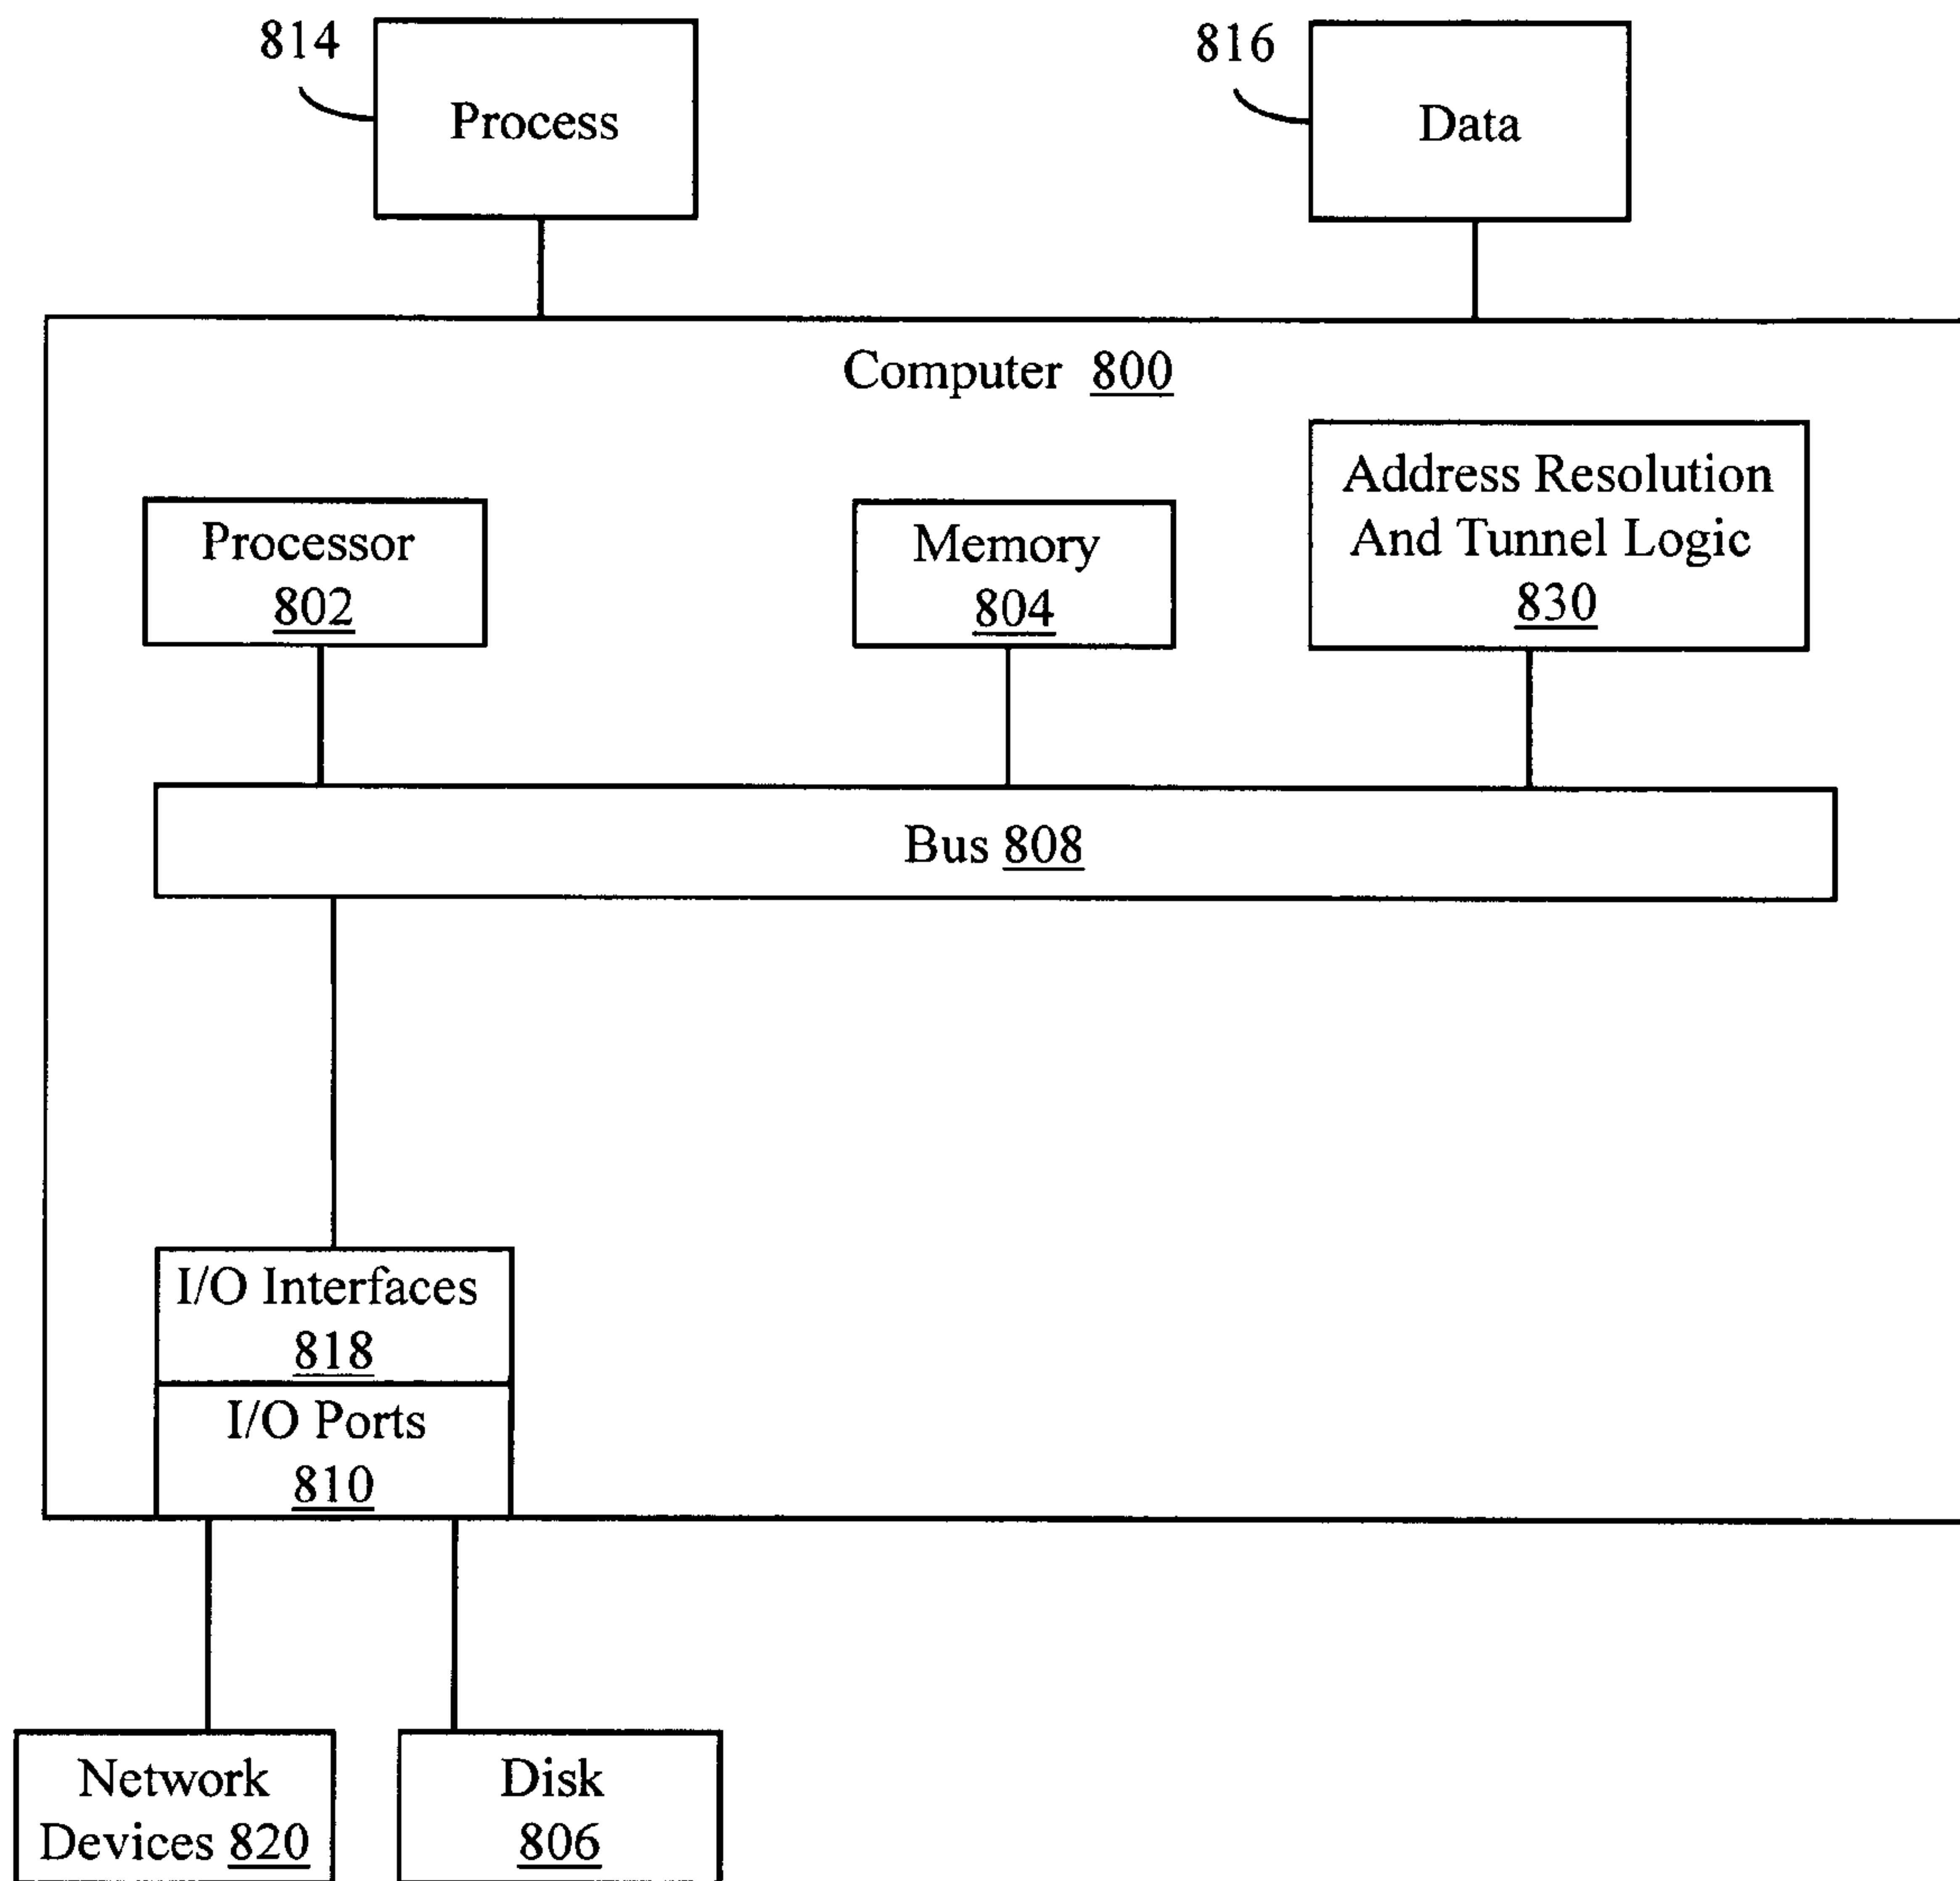 814
Process
816
Data
Computer 800
Processor
802
Memory
804
Address Resolution
And Tunnel Logic
830
Bus 808
I/O Interfaces
818
I/O Ports
810
Network
Devices 820
Disk
806